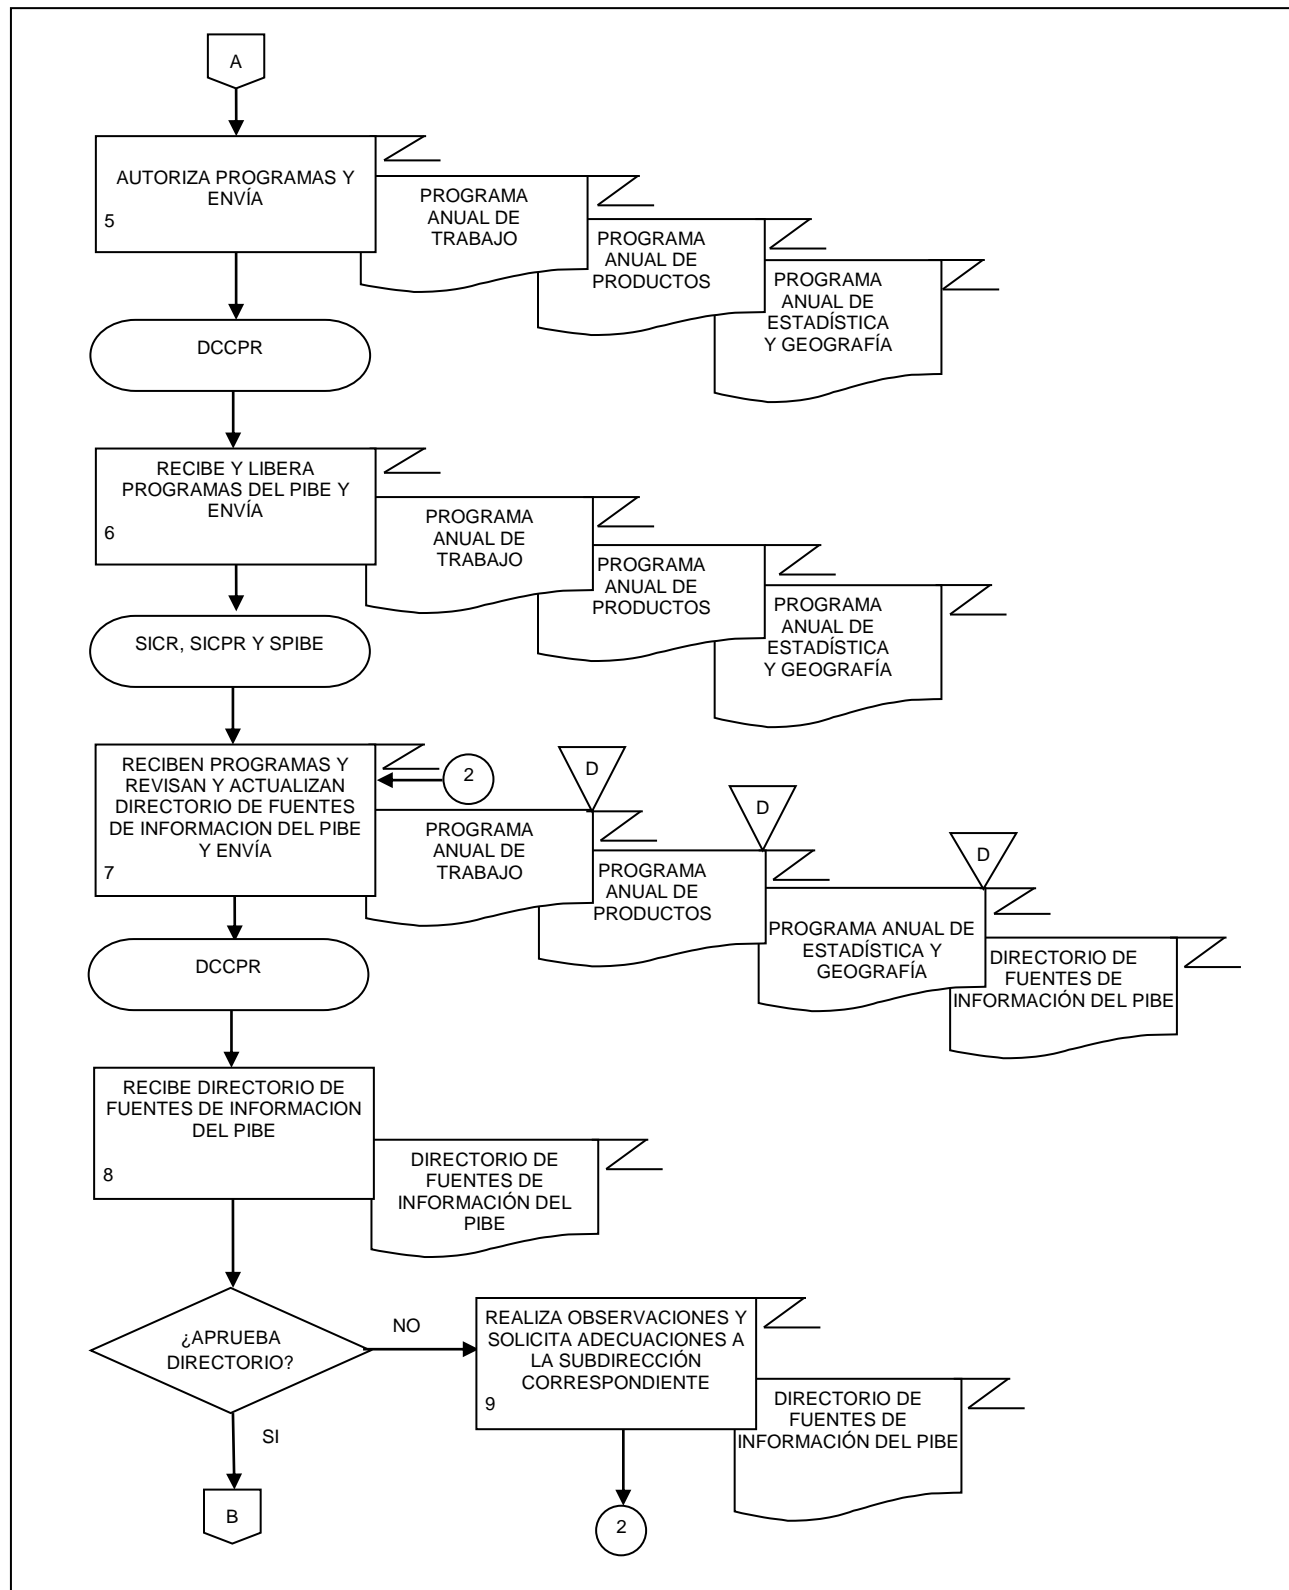 A
AUTORIZA PROGRAMAS Y
ENVÍA
5
PROGRAMA
ANUAL DE
TRABAJO
PROGRAMA
ANUAL DE
PRODUCTOS
PROGRAMA
ANUAL DE
ESTADÍSTICA
Y GEOGRAFÍA
DCCPR
RECIBE Y LIBERA
PROGRAMAS DEL PIBE Y
ENVÍA
6
PROGRAMA
ANUAL DE
TRABAJO
PROGRAMA
ANUAL DE
PRODUCTOS
PROGRAMA
ANUAL DE
ESTADÍSTICA
Y GEOGRAFÍA
SICR, SICPR Y SPIBE
RECIBEN PROGRAMAS Y
REVISAN Y ACTUALIZAN
DIRECTORIO DE FUENTES
DE INFORMACION DEL PIBE
Y ENVÍA
7
2
D
D
D
PROGRAMA
ANUAL DE
TRABAJO
PROGRAMA
ANUAL DE
PRODUCTOS
PROGRAMA ANUAL DE
ESTADÍSTICA Y
GEOGRAFÍA
DIRECTORIO DE
FUENTES DE
INFORMACIÓN DEL PIBE
DCCPR
RECIBE DIRECTORIO DE
FUENTES DE INFORMACION
DEL PIBE
8
DIRECTORIO DE
FUENTES DE
INFORMACIÓN DEL
PIBE
¿APRUEBA
DIRECTORIO?
NO
SI
REALIZA OBSERVACIONES Y
SOLICITA ADECUACIONES A
LA SUBDIRECCIÓN
CORRESPONDIENTE
9
DIRECTORIO DE
FUENTES DE
INFORMACIÓN DEL PIBE
B
2